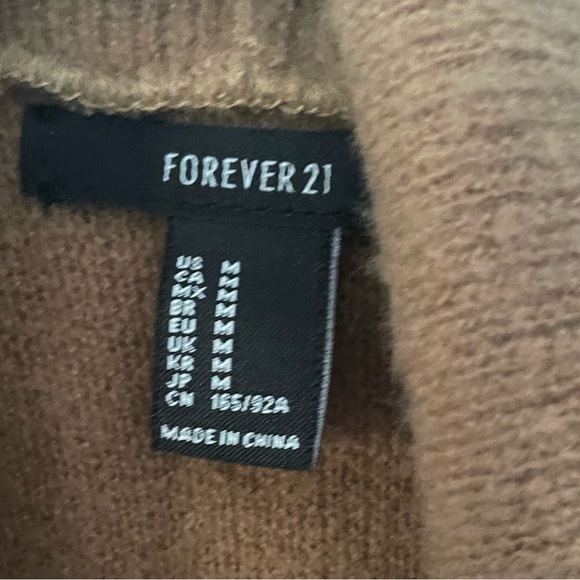 FOREVER 21
US M
CA M
MX M
BR M
EU M
UK M
KR M
JP M
CN 165/92A
MADE IN CHINA